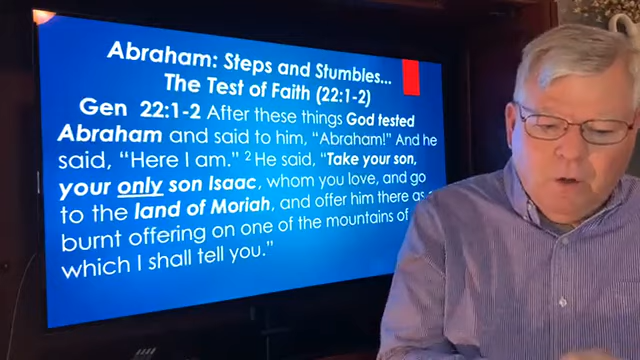 Abraham: Steps and Stumbles...
The Test of Faith (22:1-2)
Gen 22:1-2 After these things God tested
Abraham and said to him, “Abraham!” And he
said, “Here I am.” ² He said, “Take your son,
your only son Isaac, whom you love, and go
to the land of Moriah, and offer him there as
burnt offering on one of the mountains of
which I shall tell you.”